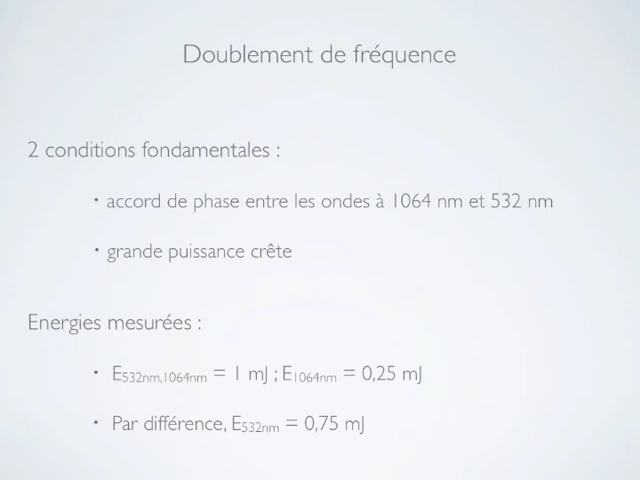 Doublement de fréquence
2 conditions fondamentales :
• accord de phase entre les ondes à 1064 nm et 532 nm
• grande puissance crête
Energies mesurées :
• E532nm,1064nm = 1 mJ ; E1064nm = 0,25 mJ
• Par différence, E532nm = 0,75 mJ